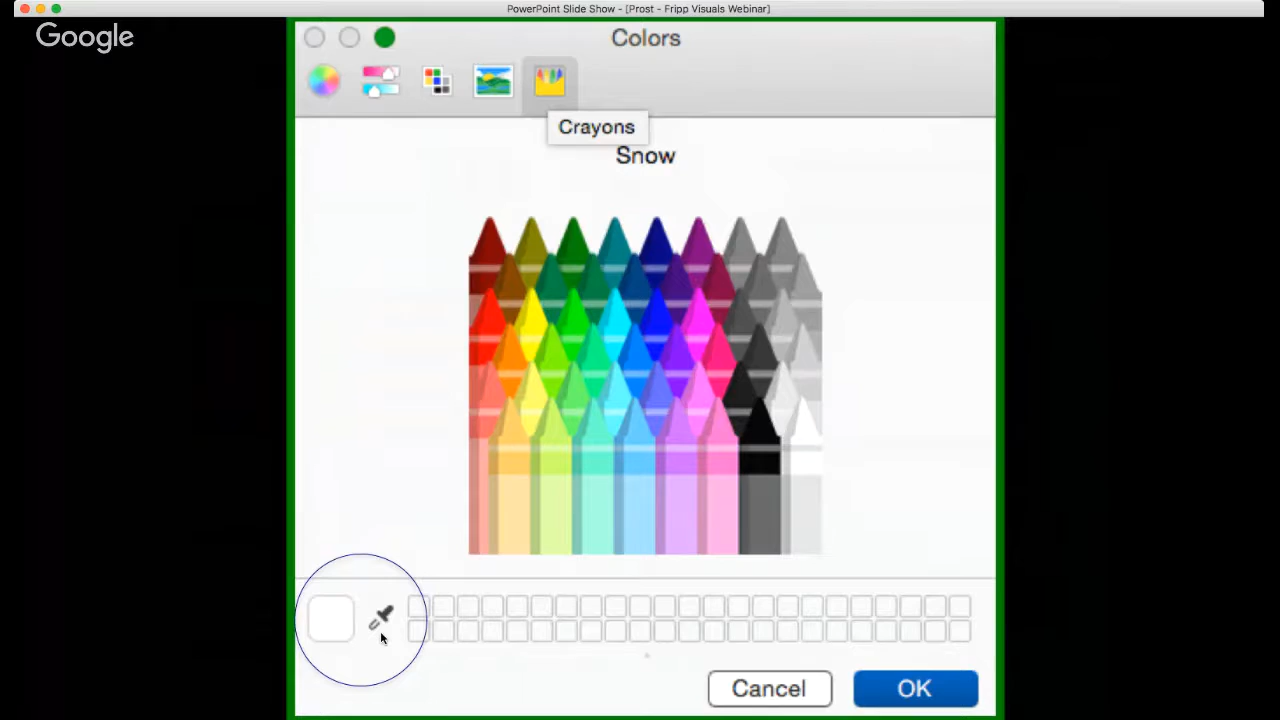 PowerPoint Slide Show - [Prost - Fripp Visuals Webinar]
Google
Colors
Crayons
Snow
Cancel
OK